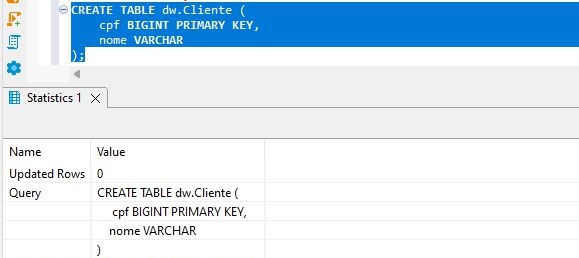 CREATE TABLE dw.Cliente (
cpf BIGINT PRIMARY KEY,
nome VARCHAR
);
Statistics 1
Name Value
Updated Rows 0
Query CREATE TABLE dw.Cliente (
cpf BIGINT PRIMARY KEY,
nome VARCHAR
)